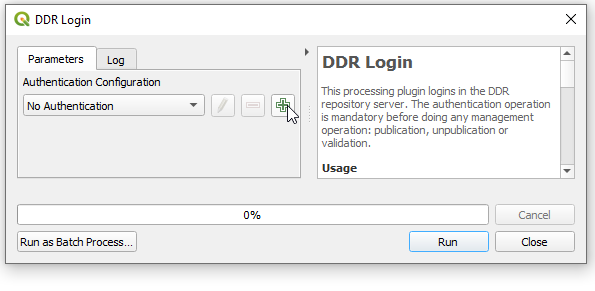 DDR Login
Parameters
Log
Authentication Configuration
No Authentication
DDR Login
This processing plugin logins in the DDR
repository server. The authentication operation
is mandatory before doing any management
operation: publication, unpublication or
validation.
Usage
0%
Cancel
Run as Batch Process...
Run
Close